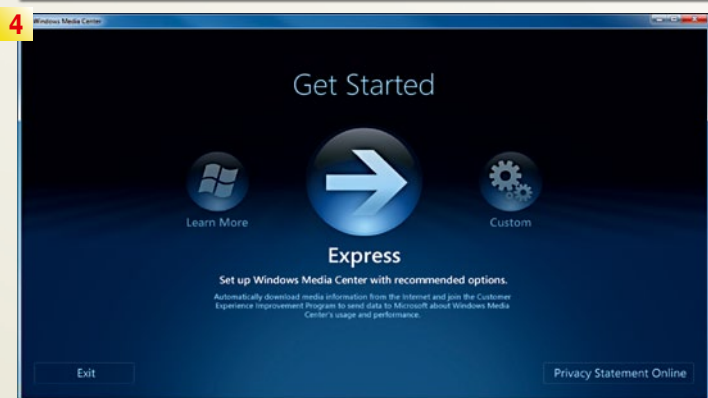 4
Windows Media Center
Get Started
Learn More
Custom
Express
Set up Windows Media Center with recommended options.
Automatically download media information from the Internet and join the Customer
Experience Improvement Program to send data to Microsoft about Windows Media
Center's usage and performance.
Exit
Privacy Statement Online